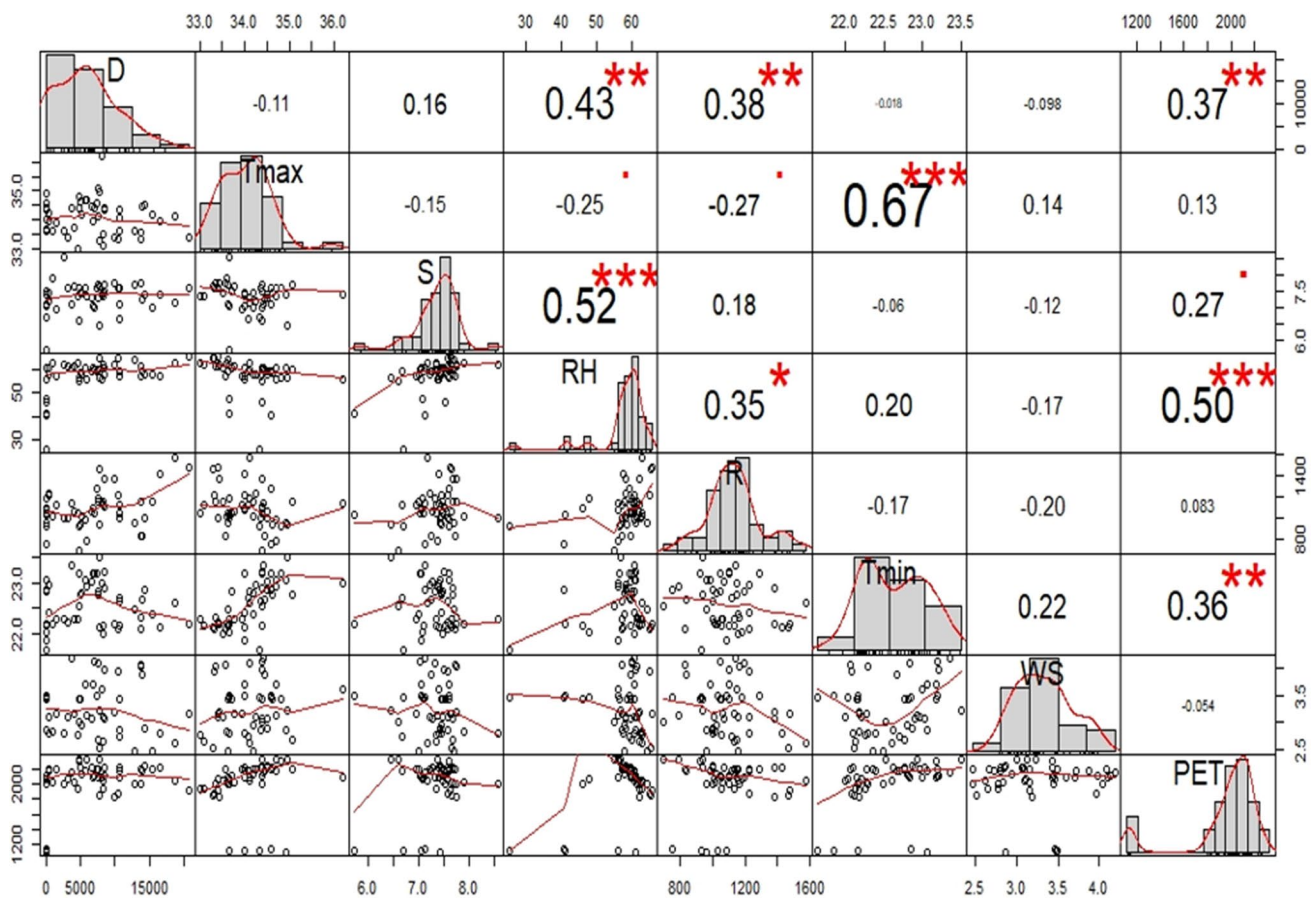 33.0 34.0 35.0 36.0 30 40 50 60 22.0 22.5 23.0 23.5 1200 1600 2000
D -0.11 0.16 0.43 ** 0.38 ** -0.018 -0.098 0.37 ** 0 10000
33.0 35.0 Tmax -0.15 -0.25 . -0.27 . 0.67 *** 0.14 0.13
S 0.52 *** 0.18 -0.06 -0.12 0.27 . 6.0 7.5
30 50 RH 0.35 * 0.20 -0.17 0.50 ***
R -0.17 -0.20 0.083 800 1400
22.0 23.0 Tmin 0.22 0.36 **
WS -0.054 2.5 3.5
1200 2000 PET
0 5000 15000 6.0 7.0 8.0 800 1200 1600 2.5 3.0 3.5 4.0